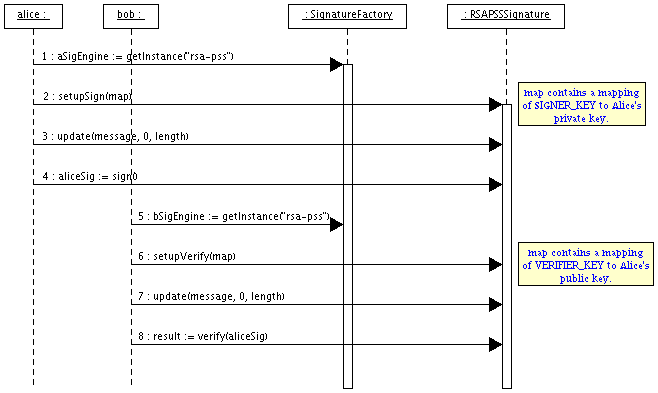 alice :
bob :
: SignatureFactory
: RSAPSSSignature
1 : aSigEngine := getInstance("rsa-pss")
2 : setupSign(map)
map contains a mapping
of SIGNER_KEY to Alice's
private key.
3 : update(message, 0, length)
4 : aliceSig := sign()
5 : bSigEngine := getInstance("rsa-pss")
6 : setupVerify(map)
map contains a mapping
of VERIFIER_KEY to Alice's
public key.
7 : update(message, 0, length)
8 : result := verify(aliceSig)